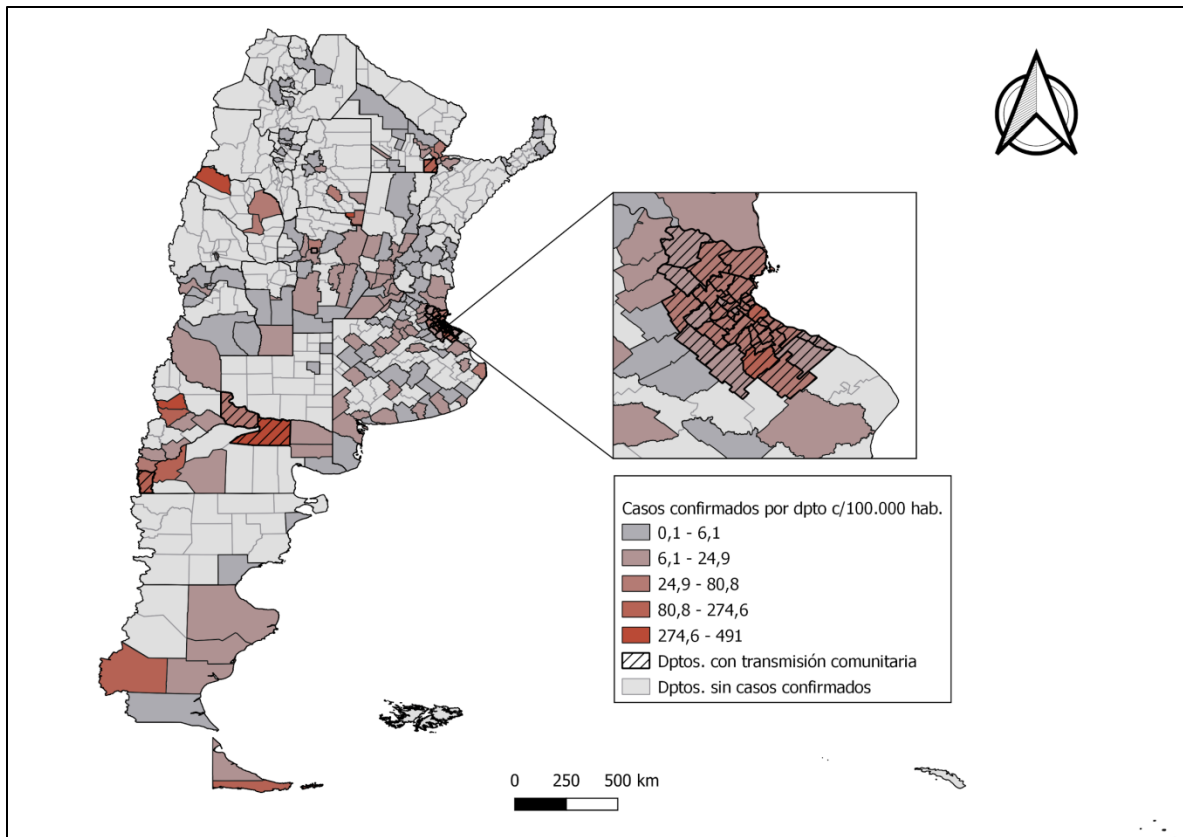 Casos confirmados por dpto c/100.000 hab.
0,1 - 6,1
6,1 - 24,9
24,9 - 80,8
80,8 - 274,6
274,6 - 491
Dptos. con transmisión comunitaria
Dptos. sin casos confirmados
0 250 500 km